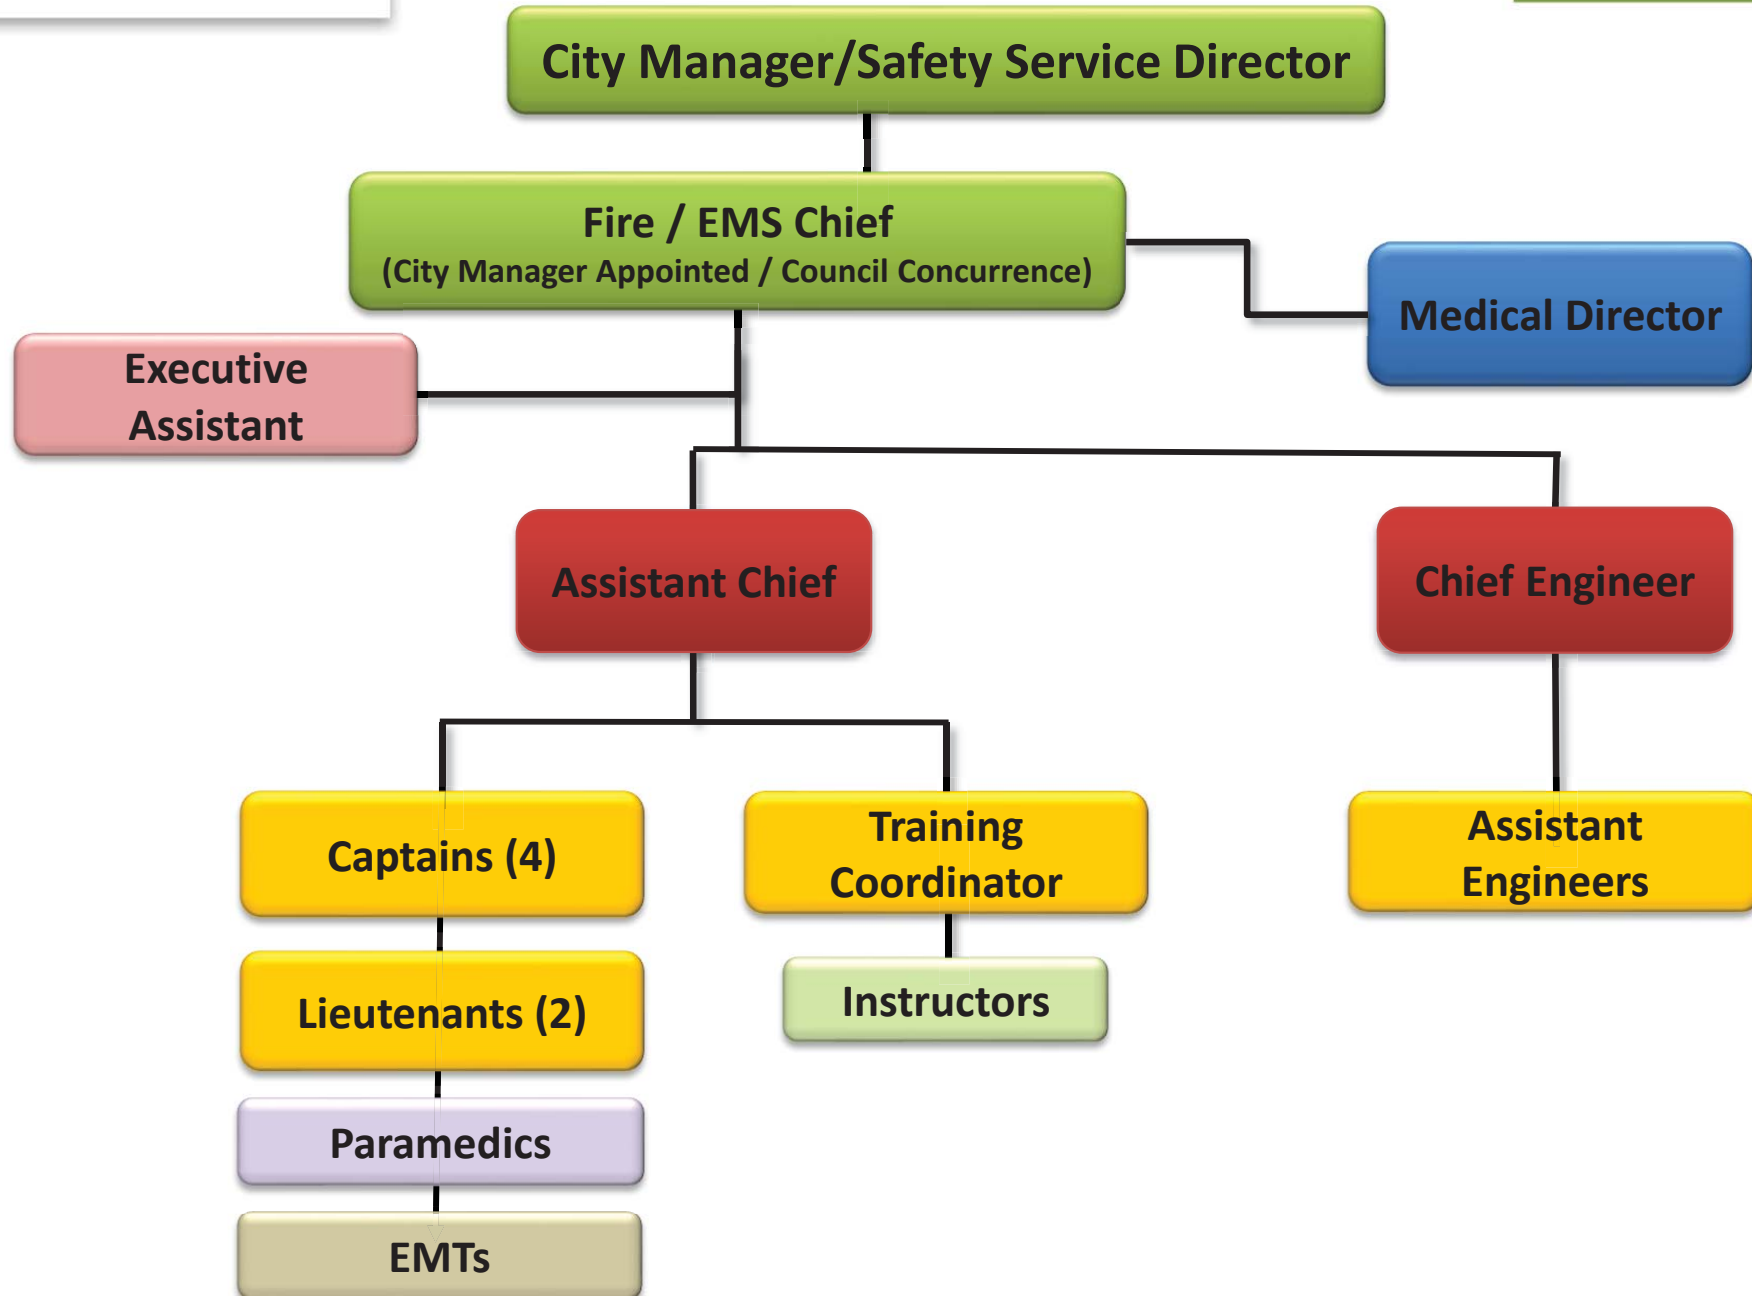 City Manager/Safety Service Director
Fire / EMS Chief
(City Manager Appointed / Council Concurrence)
Medical Director
Executive
Assistant
Assistant Chief
Chief Engineer
Captains (4)
Training
Coordinator
Assistant
Engineers
Lieutenants (2)
Instructors
Paramedics
EMTs